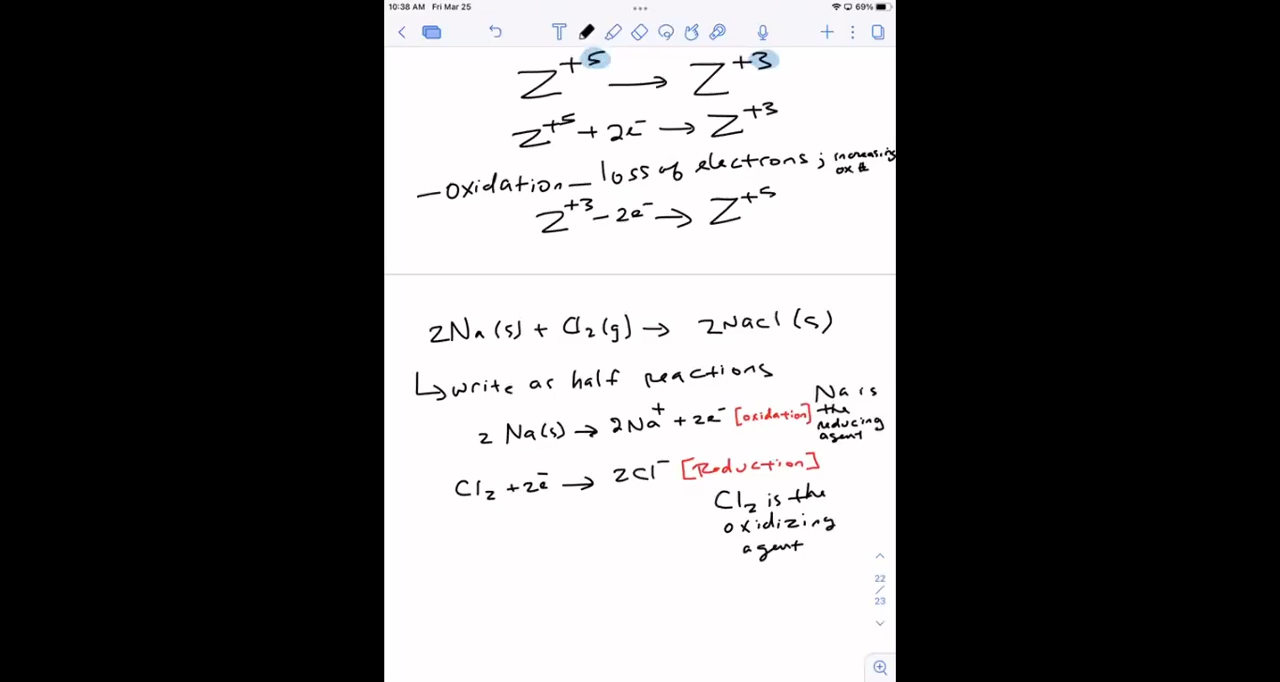 10:38 AM Fri Mar 25
69%
Z⁺⁵ → Z⁺³
Z⁺⁵ + 2e⁻ → Z⁺³
– oxidation – loss of electrons; increasing
ox #
Z⁺³ – 2e⁻ → Z⁺⁵
2Na(s) + Cl₂(g) → 2NaCl(s)
↳ write as half reactions
2 Na(s) → 2Na⁺ + 2e⁻ [oxidation]
Na is
the
reducing
agent
Cl₂ + 2e⁻ → 2Cl⁻ [Reduction]
Cl₂ is the
oxidizing
agent
22
/
23